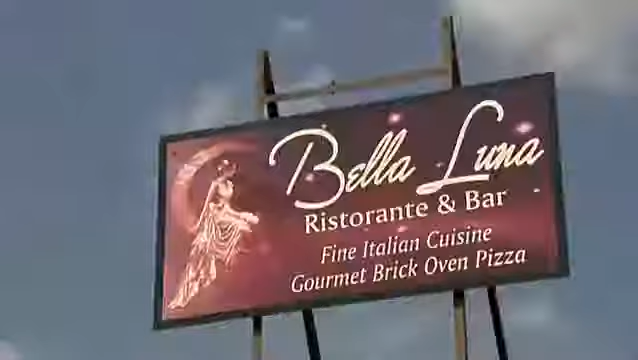 Bella Luna
Ristorante & Bar
Fine Italian Cuisine
Gourmet Brick Oven Pizza